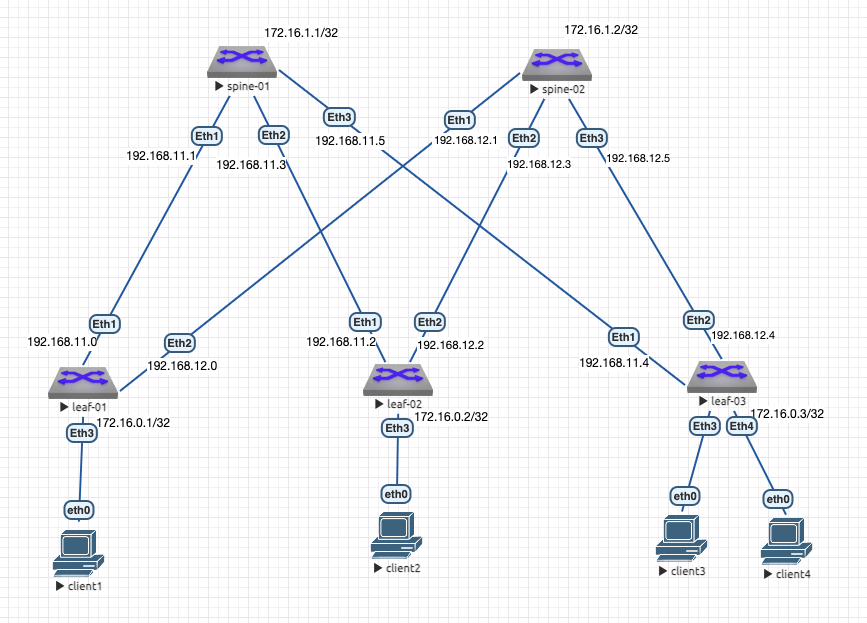 172.16.1.1/32
172.16.1.2/32
spine-01
spine-02
Eth3
Eth1
Eth1
Eth2
Eth2
Eth3
192.168.11.5
192.168.12.1
192.168.11.1
192.168.11.3
192.168.12.3
192.168.12.5
Eth1
Eth1
Eth2
Eth2
192.168.11.0
Eth2
192.168.11.2
192.168.12.2
Eth1
192.168.12.4
192.168.12.0
192.168.11.4
leaf-01
leaf-02
leaf-03
172.16.0.1/32
172.16.0.2/32
172.16.0.3/32
Eth3
Eth3
Eth3
Eth4
eth0
eth0
eth0
eth0
client1
client2
client3
client4